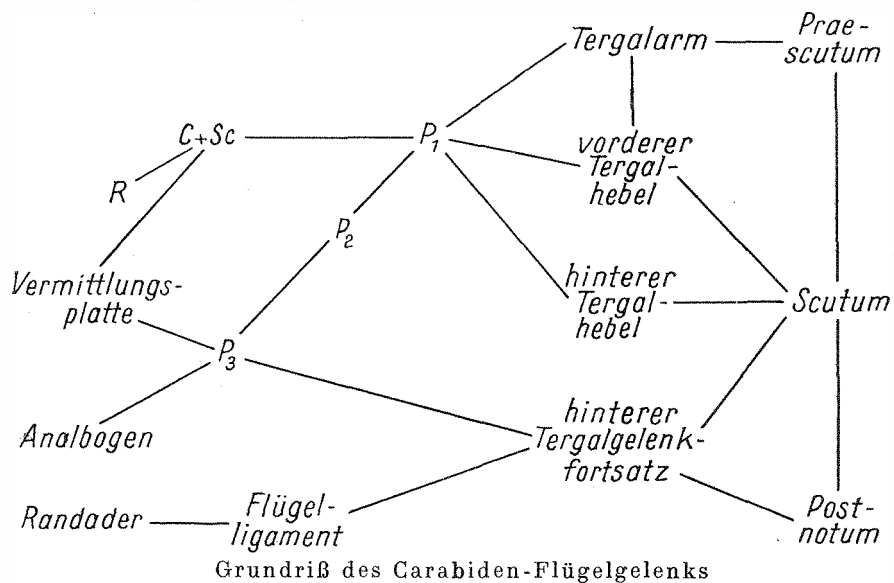 Tergalarm
Prae-
scutum
C+Sc
P1
vorderer
Tergal-
hebel
R
P2
Vermittlungs-
platte
hinterer
Tergal-
hebel
Scutum
P3
Analbogen
hinterer
Tergalgelenk-
fortsatz
Randader
Flügel-
ligament
Post-
notum
Grundriß des Carabiden-Flügelgelenks